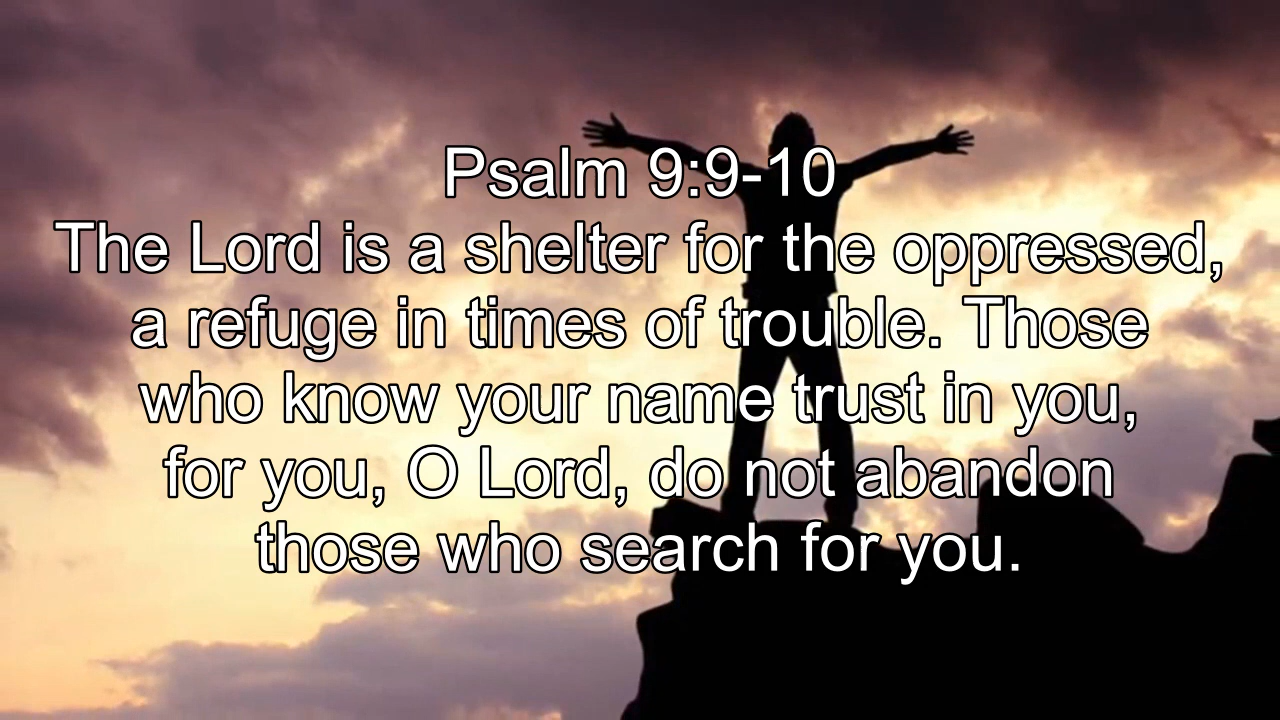 Psalm 9:9-10
The Lord is a shelter for the oppressed,
a refuge in times of trouble. Those
who know your name trust in you,
for you, O Lord, do not abandon
those who search for you.